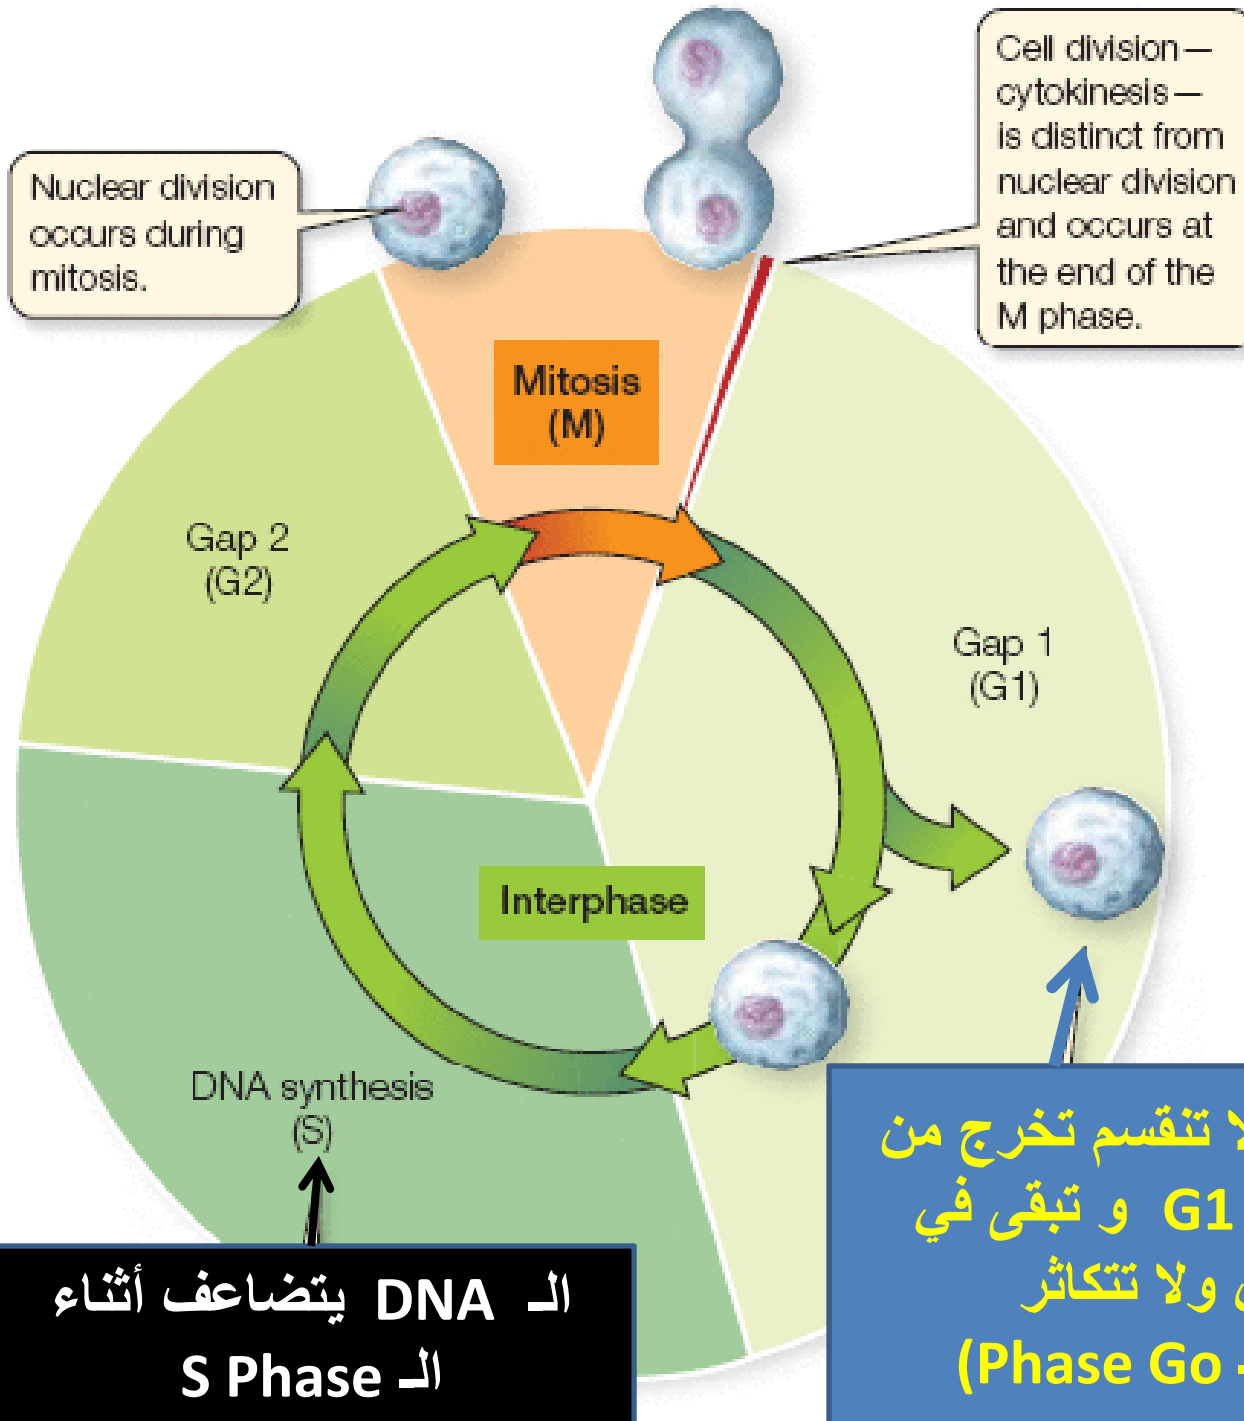 Nuclear division
occurs during
mitosis.
Cell division—
cytokinesis—
is distinct from
nuclear division
and occurs at
the end of the
M phase.
Mitosis
(M)
Gap 2
(G2)
Gap 1
(G1)
Interphase
DNA synthesis
(S)
الـ DNA يتضاعف أثناء
الـ S Phase
لا تنقسم تخرج من
G1 و تبقى في
ولا تتكاثر
(Phase Go -